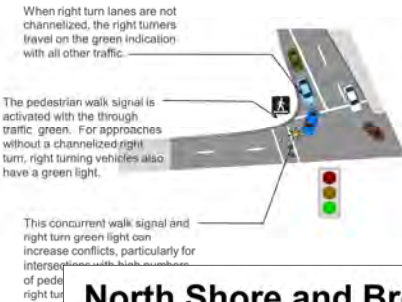 When right turn lanes are not
channelized, the right turners
travel on the green indication
with all other traffic.
The pedestrian walk signal is
activated with the through
traffic green. For approaches
without a channelized right
turn, right turning vehicles also
have a green light.
This concurrent walk signal and
right turn green light can
increase conflicts, particularly for
intersections with high numbers
of pede
right tur
North Shore and Br